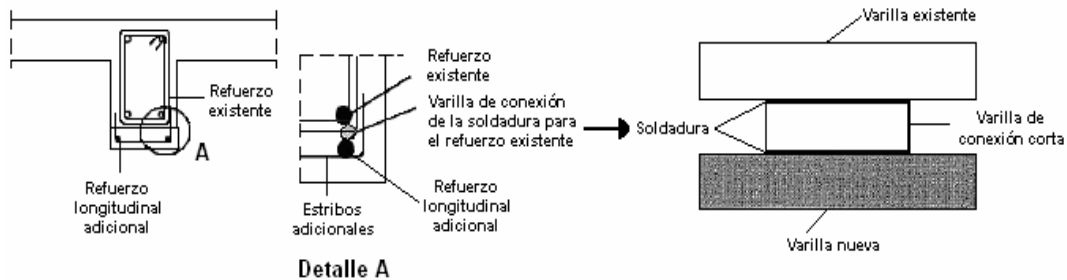 Refuerzo
existente
A
Refuerzo
longitudinal
adicional
Refuerzo
existente
Varilla de conexión
de la soldadura para
el refuerzo existente
Estribos
adicionales
Refuerzo
longitudinal
adicional
Detalle A
Varilla existente
Soldadura
Varilla de
conexión corta
Varilla nueva